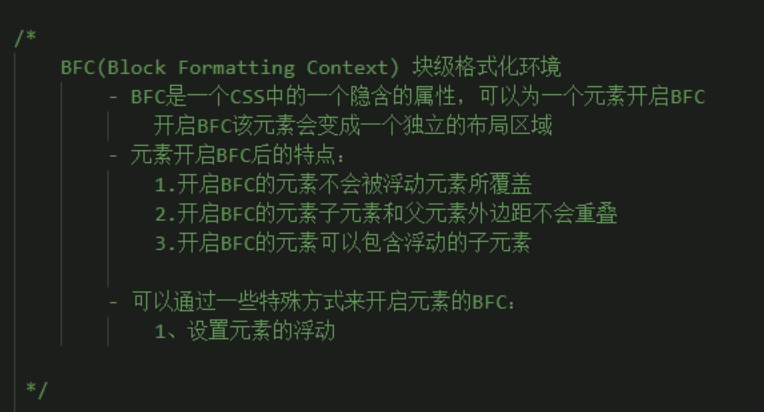 /*
BFC(Block Formatting Context) 块级格式化环境
- BFC是一个CSS中的一个隐含的属性，可以为一个元素开启BFC
开启BFC该元素会变成一个独立的布局区域
- 元素开启BFC后的特点：
1.开启BFC的元素不会被浮动元素所覆盖
2.开启BFC的元素子元素和父元素外边距不会重叠
3.开启BFC的元素可以包含浮动的子元素
- 可以通过一些特殊方式来开启元素的BFC：
1、设置元素的浮动
*/